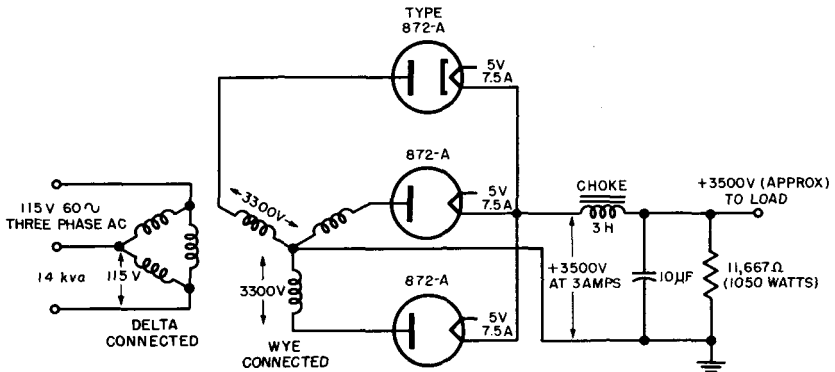 TYPE
872-A
5V
7.5A
872-A
5V
7.5A
872-A
5V
7.5A
115V 60∿
THREE PHASE AC
14 kva
115V
DELTA
CONNECTED
3300V
3300V
WYE
CONNECTED
CHOKE
3H
+3500V
AT 3AMPS
10µF
+3500V (APPROX)
TO LOAD
11,667Ω
(1050 WATTS)